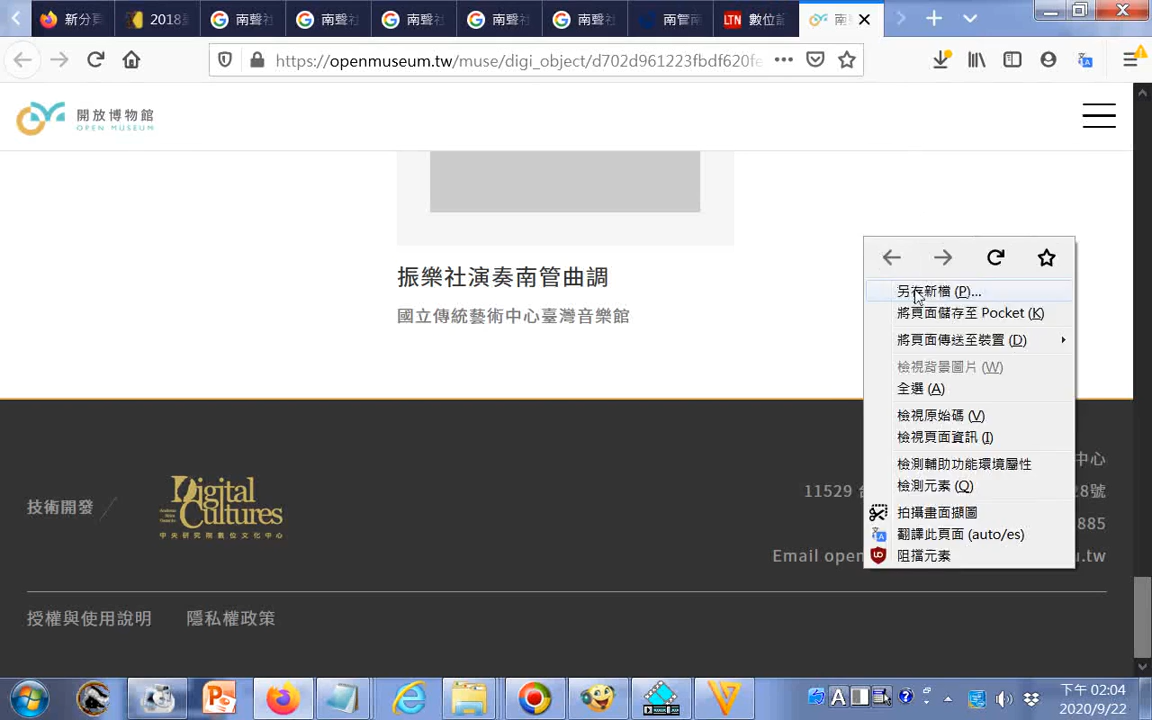 新分頁
2018
南聲社
南聲社
南聲社
南聲社
南聲社
南管
LTN 數位
https://openmuseum.tw/muse/digi_object/d702d961223fbdf620fe
開放博物館
OPEN MUSEUM
振樂社演奏南管曲調
國立傳統藝術中心臺灣音樂館
另存新檔 (P)...
將頁面儲存至 Pocket (K)
將頁面傳送至裝置 (D)
檢視背景圖片 (W)
全選 (A)
檢視原始碼 (V)
檢視頁面資訊 (I)
檢測輔助功能環境屬性
檢測元素 (Q)
拍攝畫面擷圖
翻譯此頁面 (auto/es)
阻擋元素
技術開發
Digital
Cultures
中央研究院數位文化中心
中心
11529
28號
885
Email open
u.tw
授權與使用說明
隱私權政策
下午 02:04
2020/9/22